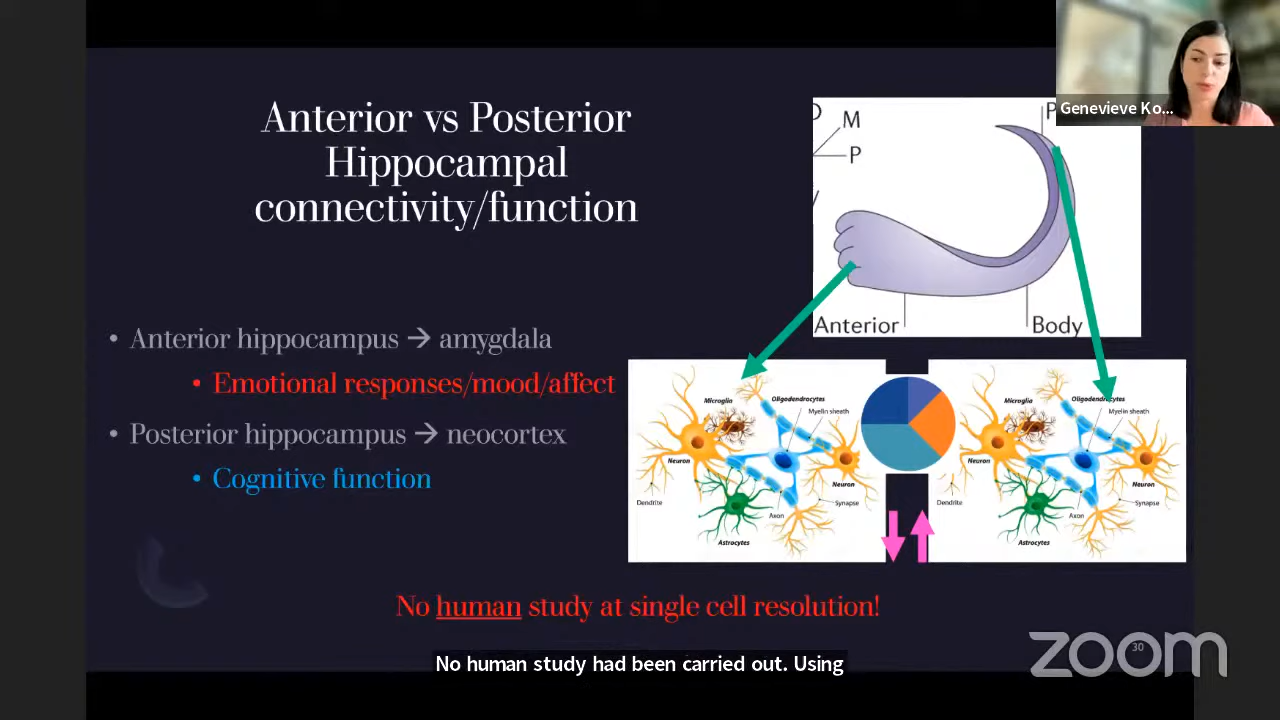 Anterior vs Posterior
Hippocampal
connectivity/function
• Anterior hippocampus → amygdala
• Emotional responses/mood/affect
• Posterior hippocampus → neocortex
• Cognitive function
M
P
P
Anterior
Body
Microglia
Oligodendrocytes
Myelin sheath
Neuron
Neuron
Dendrite
Synapse
Axon
Astrocytes
Microglia
Oligodendrocytes
Myelin sheath
Neuron
Neuron
Dendrite
Synapse
Axon
Astrocytes
No human study at single cell resolution!
No human study had been carried out. Using
Genevieve Ko...
zoom
30